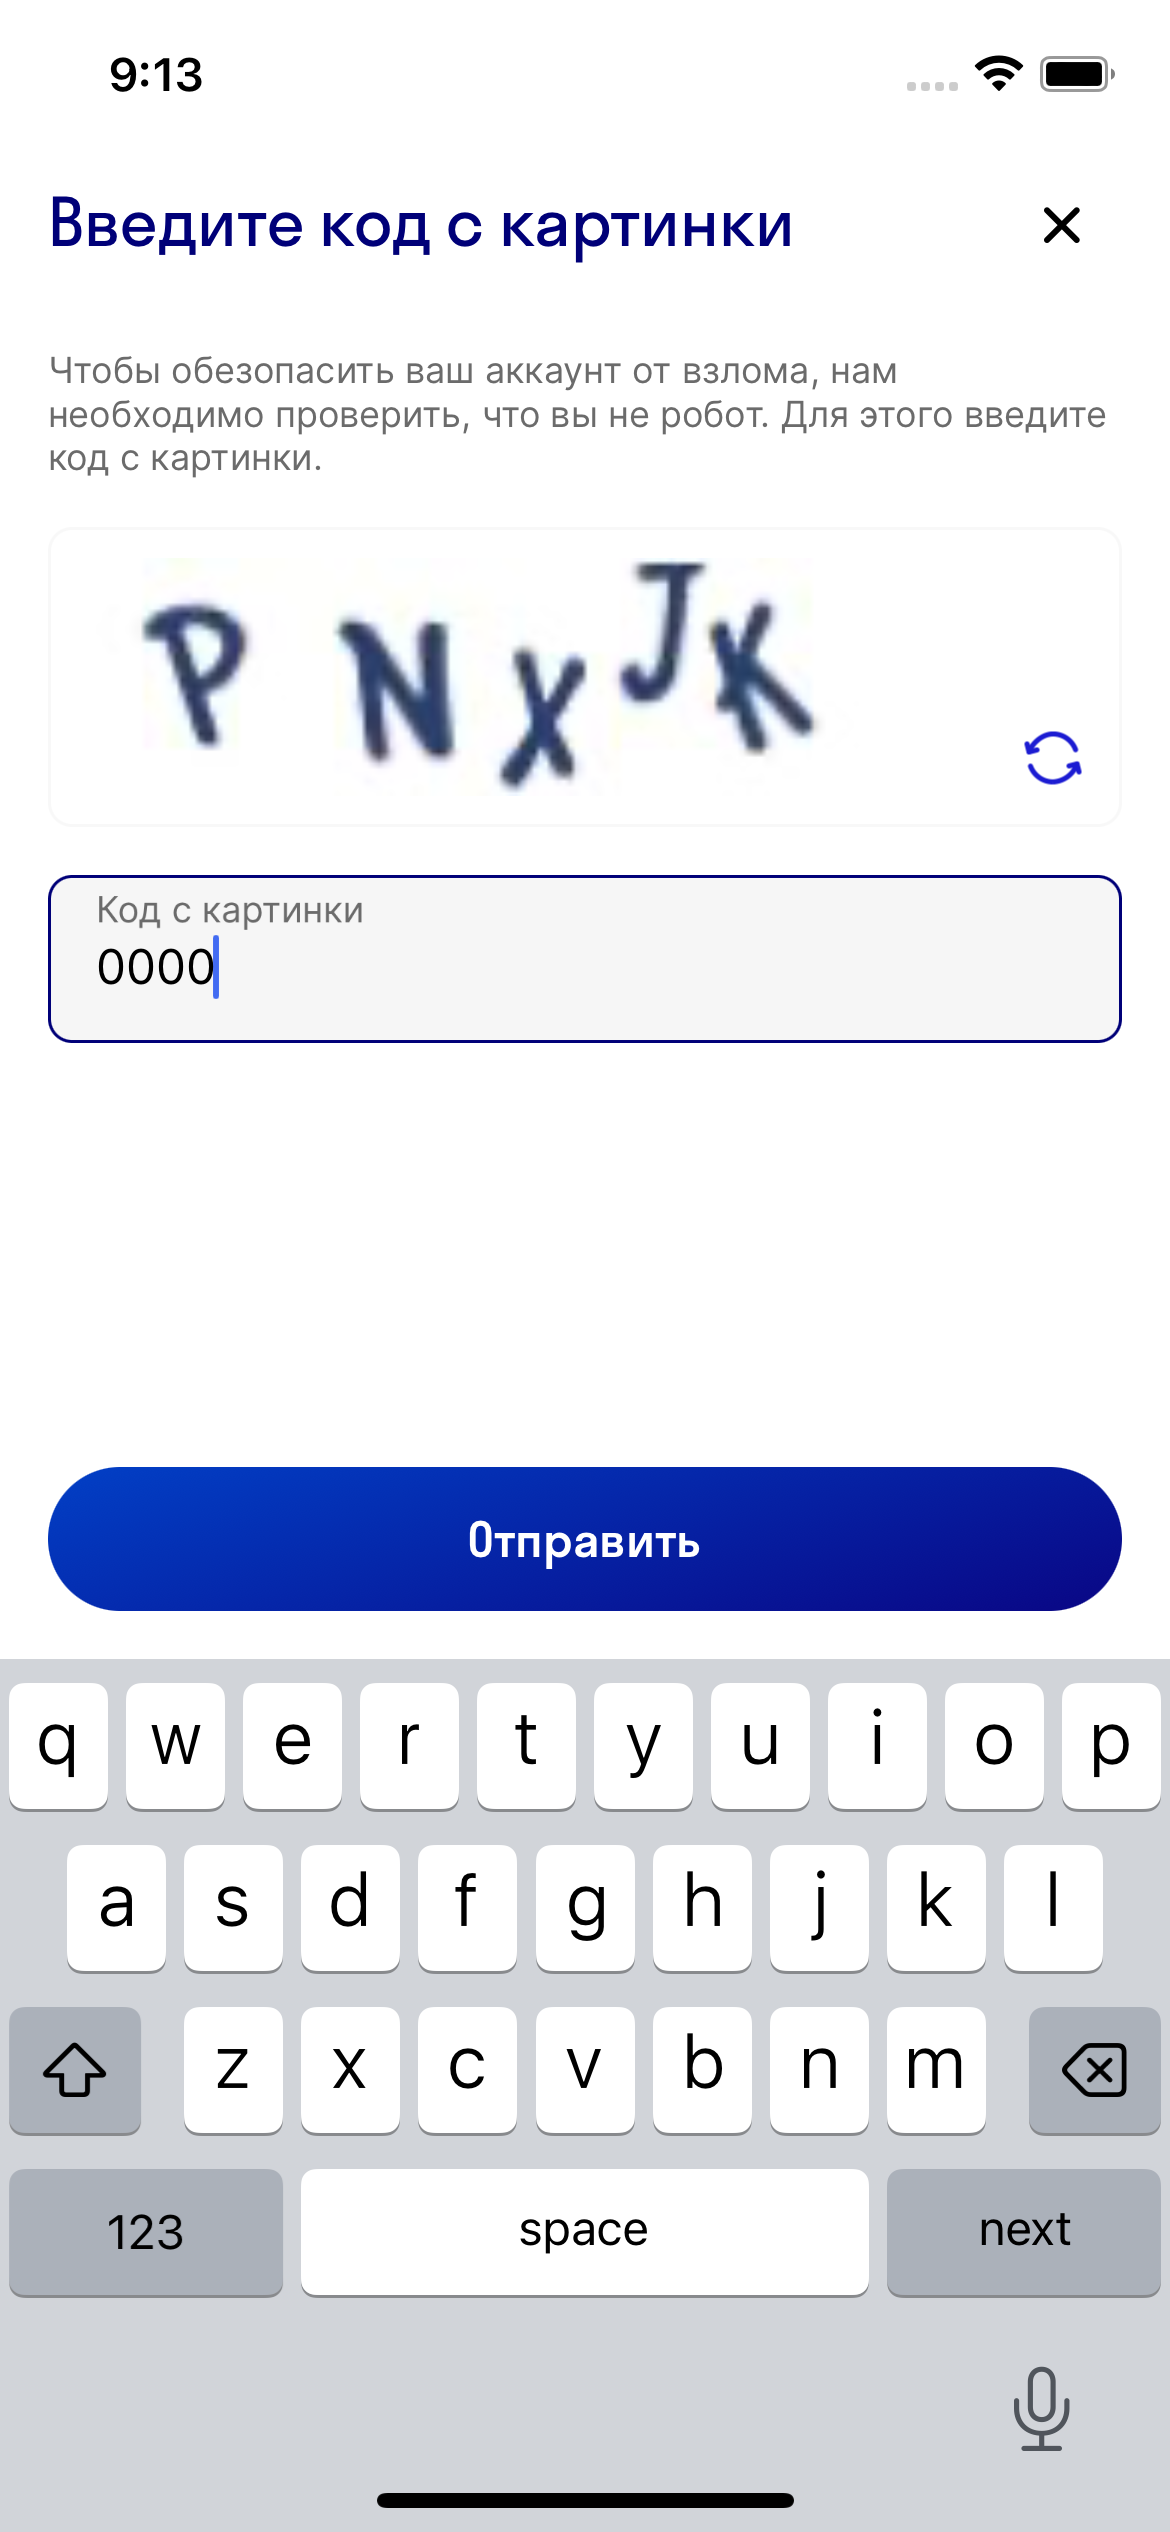 9:13
Введите код с картинки
Чтобы обезопасить ваш аккаунт от взлома, нам
необходимо проверить, что вы не робот. Для этого введите
код с картинки.
P N X J K
Код с картинки
0000
Отправить
q w e r t y u i o p
a s d f g h j k l
z x c v b n m
123 space next